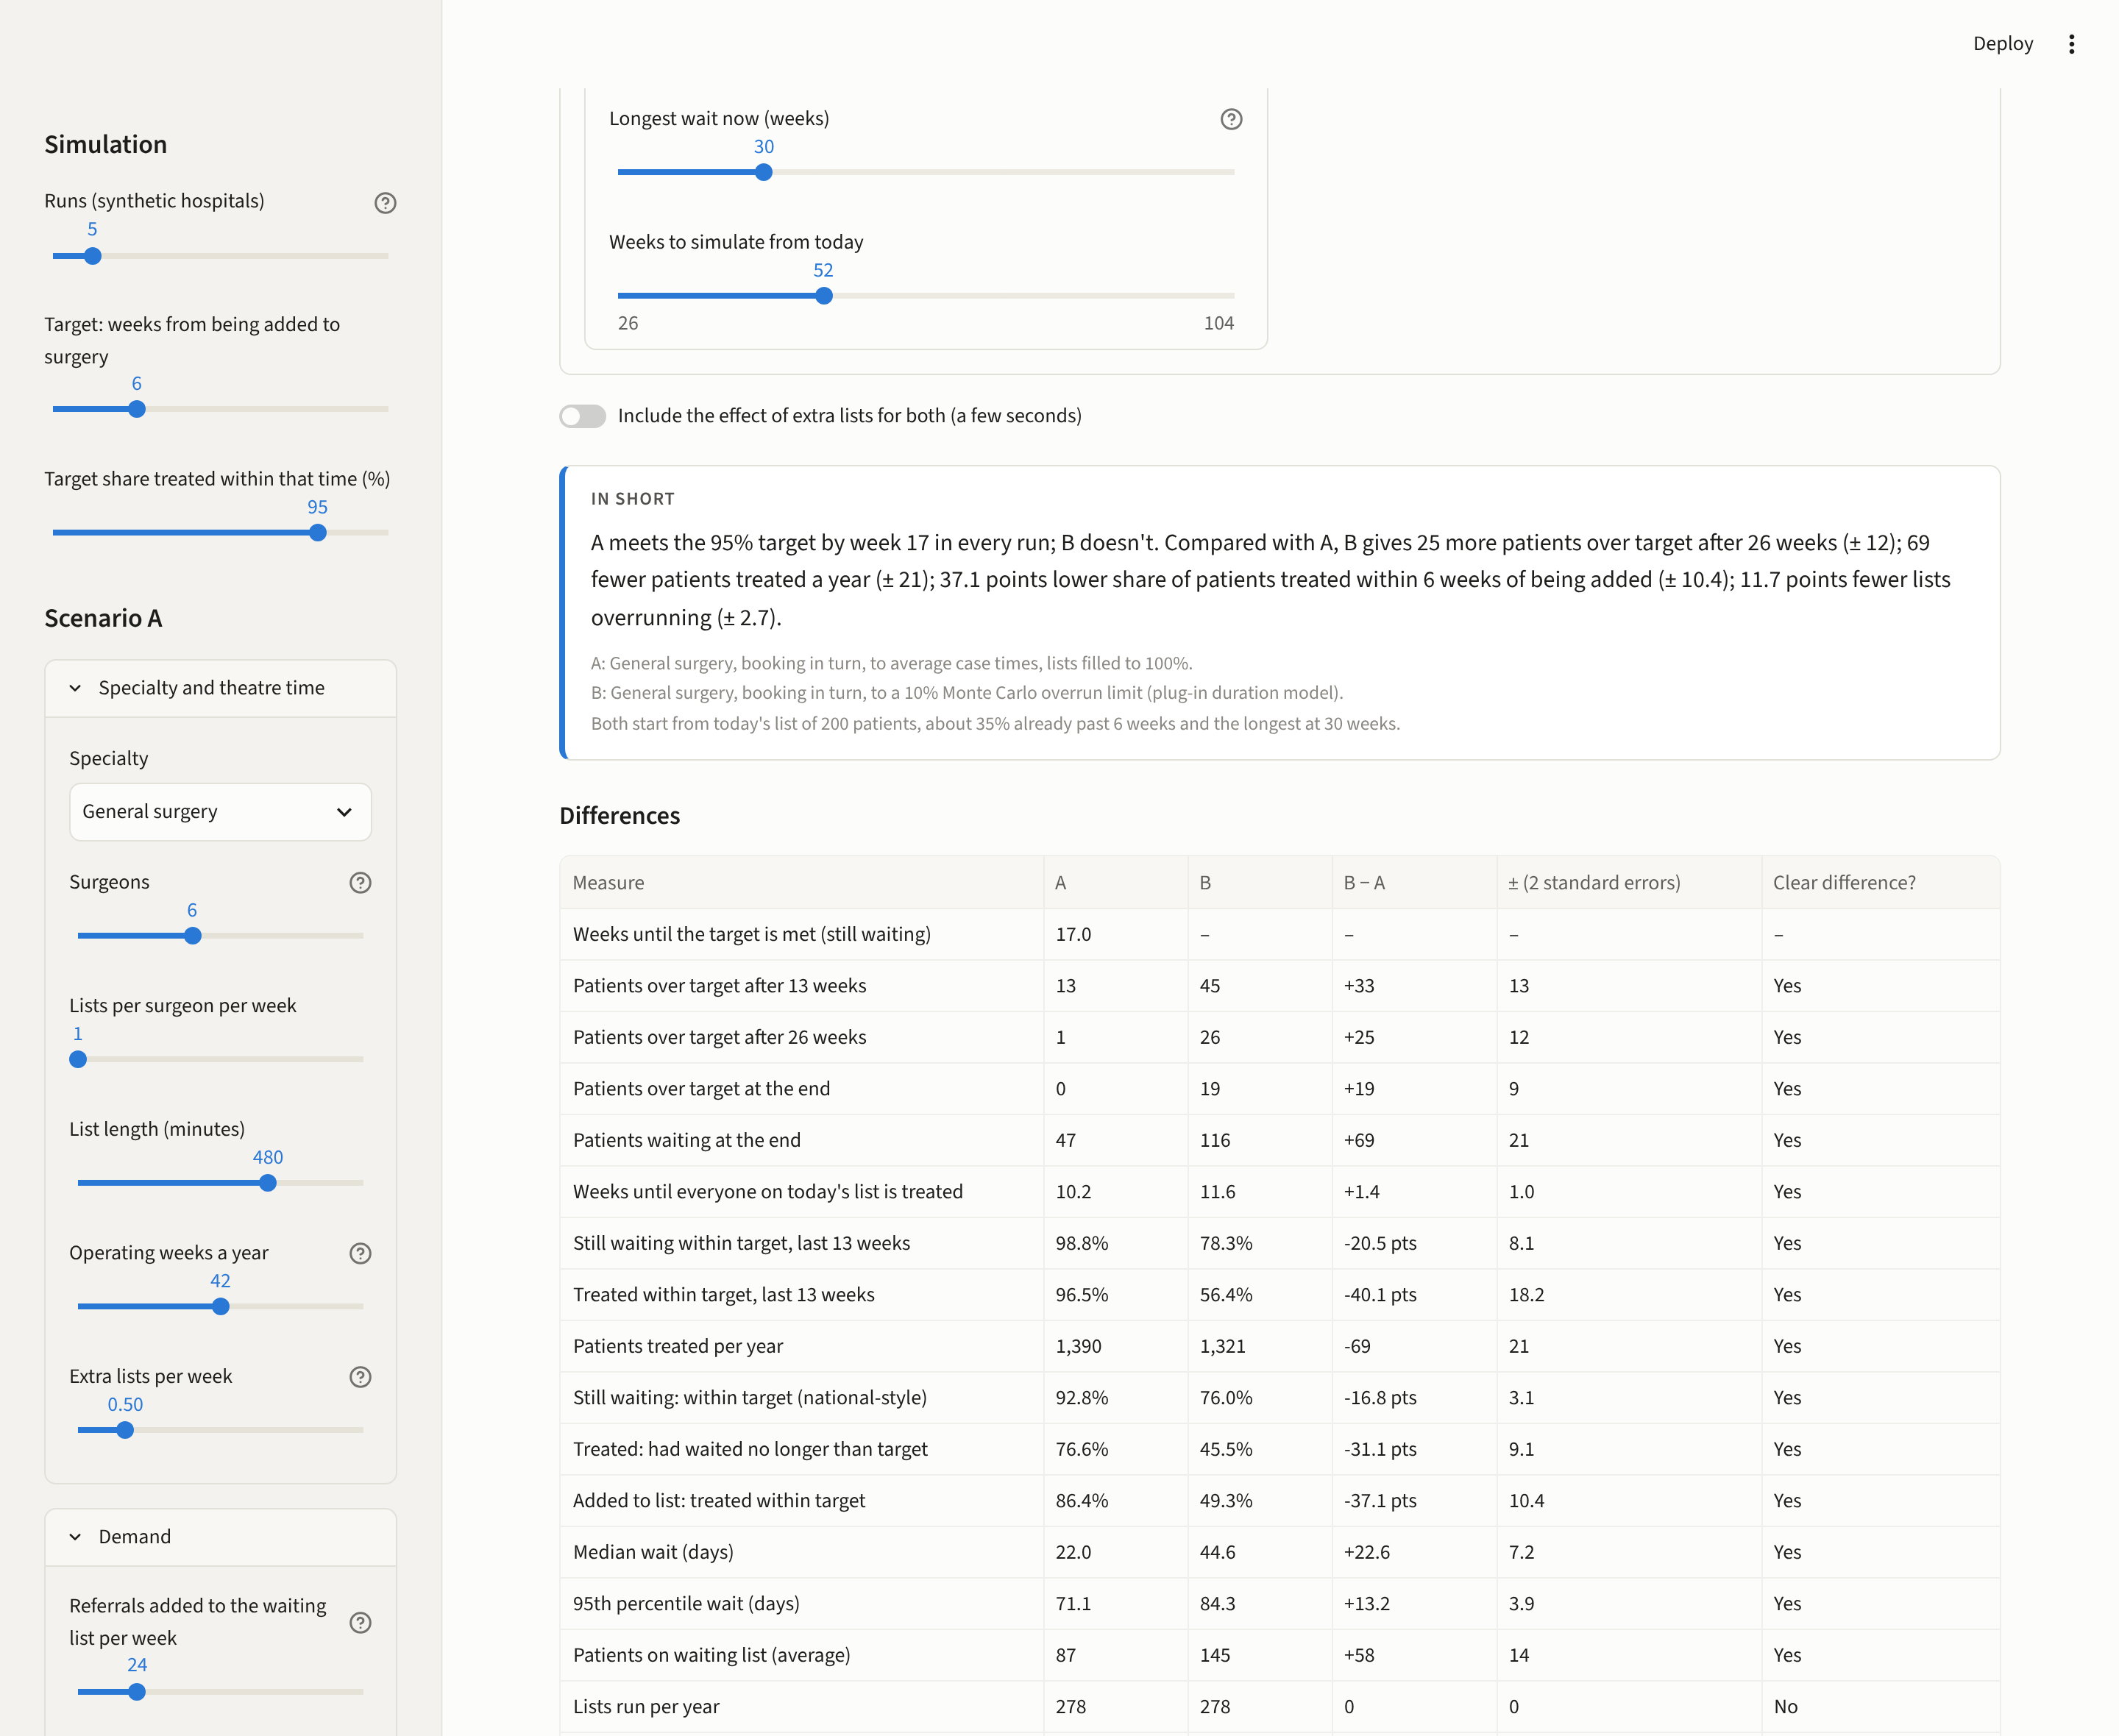 Deploy
Simulation
Runs (synthetic hospitals)
5
Target: weeks from being added to
surgery
6
Target share treated within that time (%)
95
Scenario A
Specialty and theatre time
Specialty
General surgery
Surgeons
6
Lists per surgeon per week
1
List length (minutes)
480
Operating weeks a year
42
Extra lists per week
0.50
Demand
Referrals added to the waiting
list per week
24
Longest wait now (weeks)
30
Weeks to simulate from today
52
26 104
Include the effect of extra lists for both (a few seconds)
IN SHORT
A meets the 95% target by week 17 in every run; B doesn't. Compared with A, B gives 25 more patients over target after 26 weeks (± 12); 69
fewer patients treated a year (± 21); 37.1 points lower share of patients treated within 6 weeks of being added (± 10.4); 11.7 points fewer lists
overrunning (± 2.7).
A: General surgery, booking in turn, to average case times, lists filled to 100%.
B: General surgery, booking in turn, to a 10% Monte Carlo overrun limit (plug-in duration model).
Both start from today's list of 200 patients, about 35% already past 6 weeks and the longest at 30 weeks.
Differences
Measure A B B − A ± (2 standard errors) Clear difference?
Weeks until the target is met (still waiting) 17.0 – – – –
Patients over target after 13 weeks 13 45 +33 13 Yes
Patients over target after 26 weeks 1 26 +25 12 Yes
Patients over target at the end 0 19 +19 9 Yes
Patients waiting at the end 47 116 +69 21 Yes
Weeks until everyone on today's list is treated 10.2 11.6 +1.4 1.0 Yes
Still waiting within target, last 13 weeks 98.8% 78.3% -20.5 pts 8.1 Yes
Treated within target, last 13 weeks 96.5% 56.4% -40.1 pts 18.2 Yes
Patients treated per year 1,390 1,321 -69 21 Yes
Still waiting: within target (national-style) 92.8% 76.0% -16.8 pts 3.1 Yes
Treated: had waited no longer than target 76.6% 45.5% -31.1 pts 9.1 Yes
Added to list: treated within target 86.4% 49.3% -37.1 pts 10.4 Yes
Median wait (days) 22.0 44.6 +22.6 7.2 Yes
95th percentile wait (days) 71.1 84.3 +13.2 3.9 Yes
Patients on waiting list (average) 87 145 +58 14 Yes
Lists run per year 278 278 0 0 No